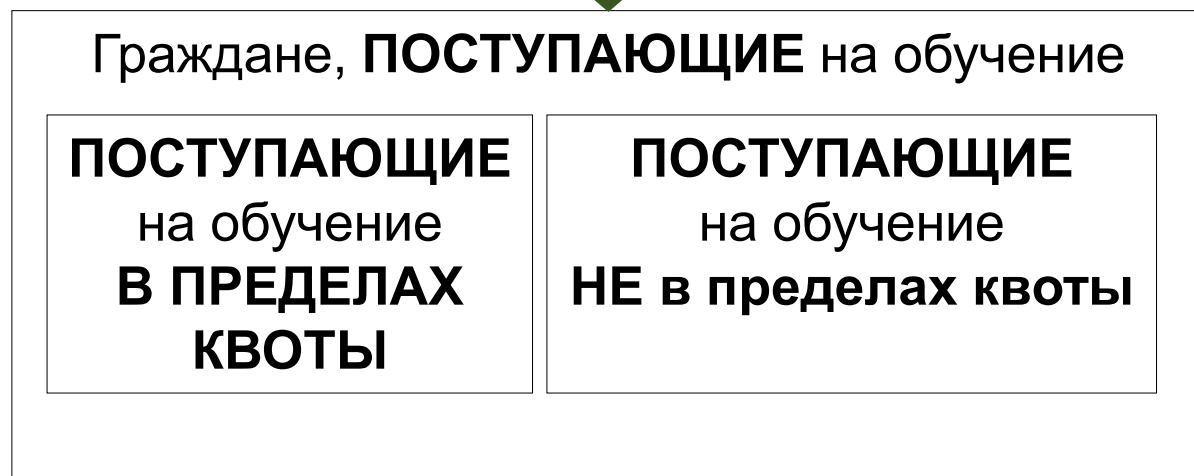 Граждане, ПОСТУПАЮЩИЕ на обучение
ПОСТУПАЮЩИЕ
на обучение
В ПРЕДЕЛАХ
КВОТЫ
ПОСТУПАЮЩИЕ
на обучение
НЕ в пределах квоты